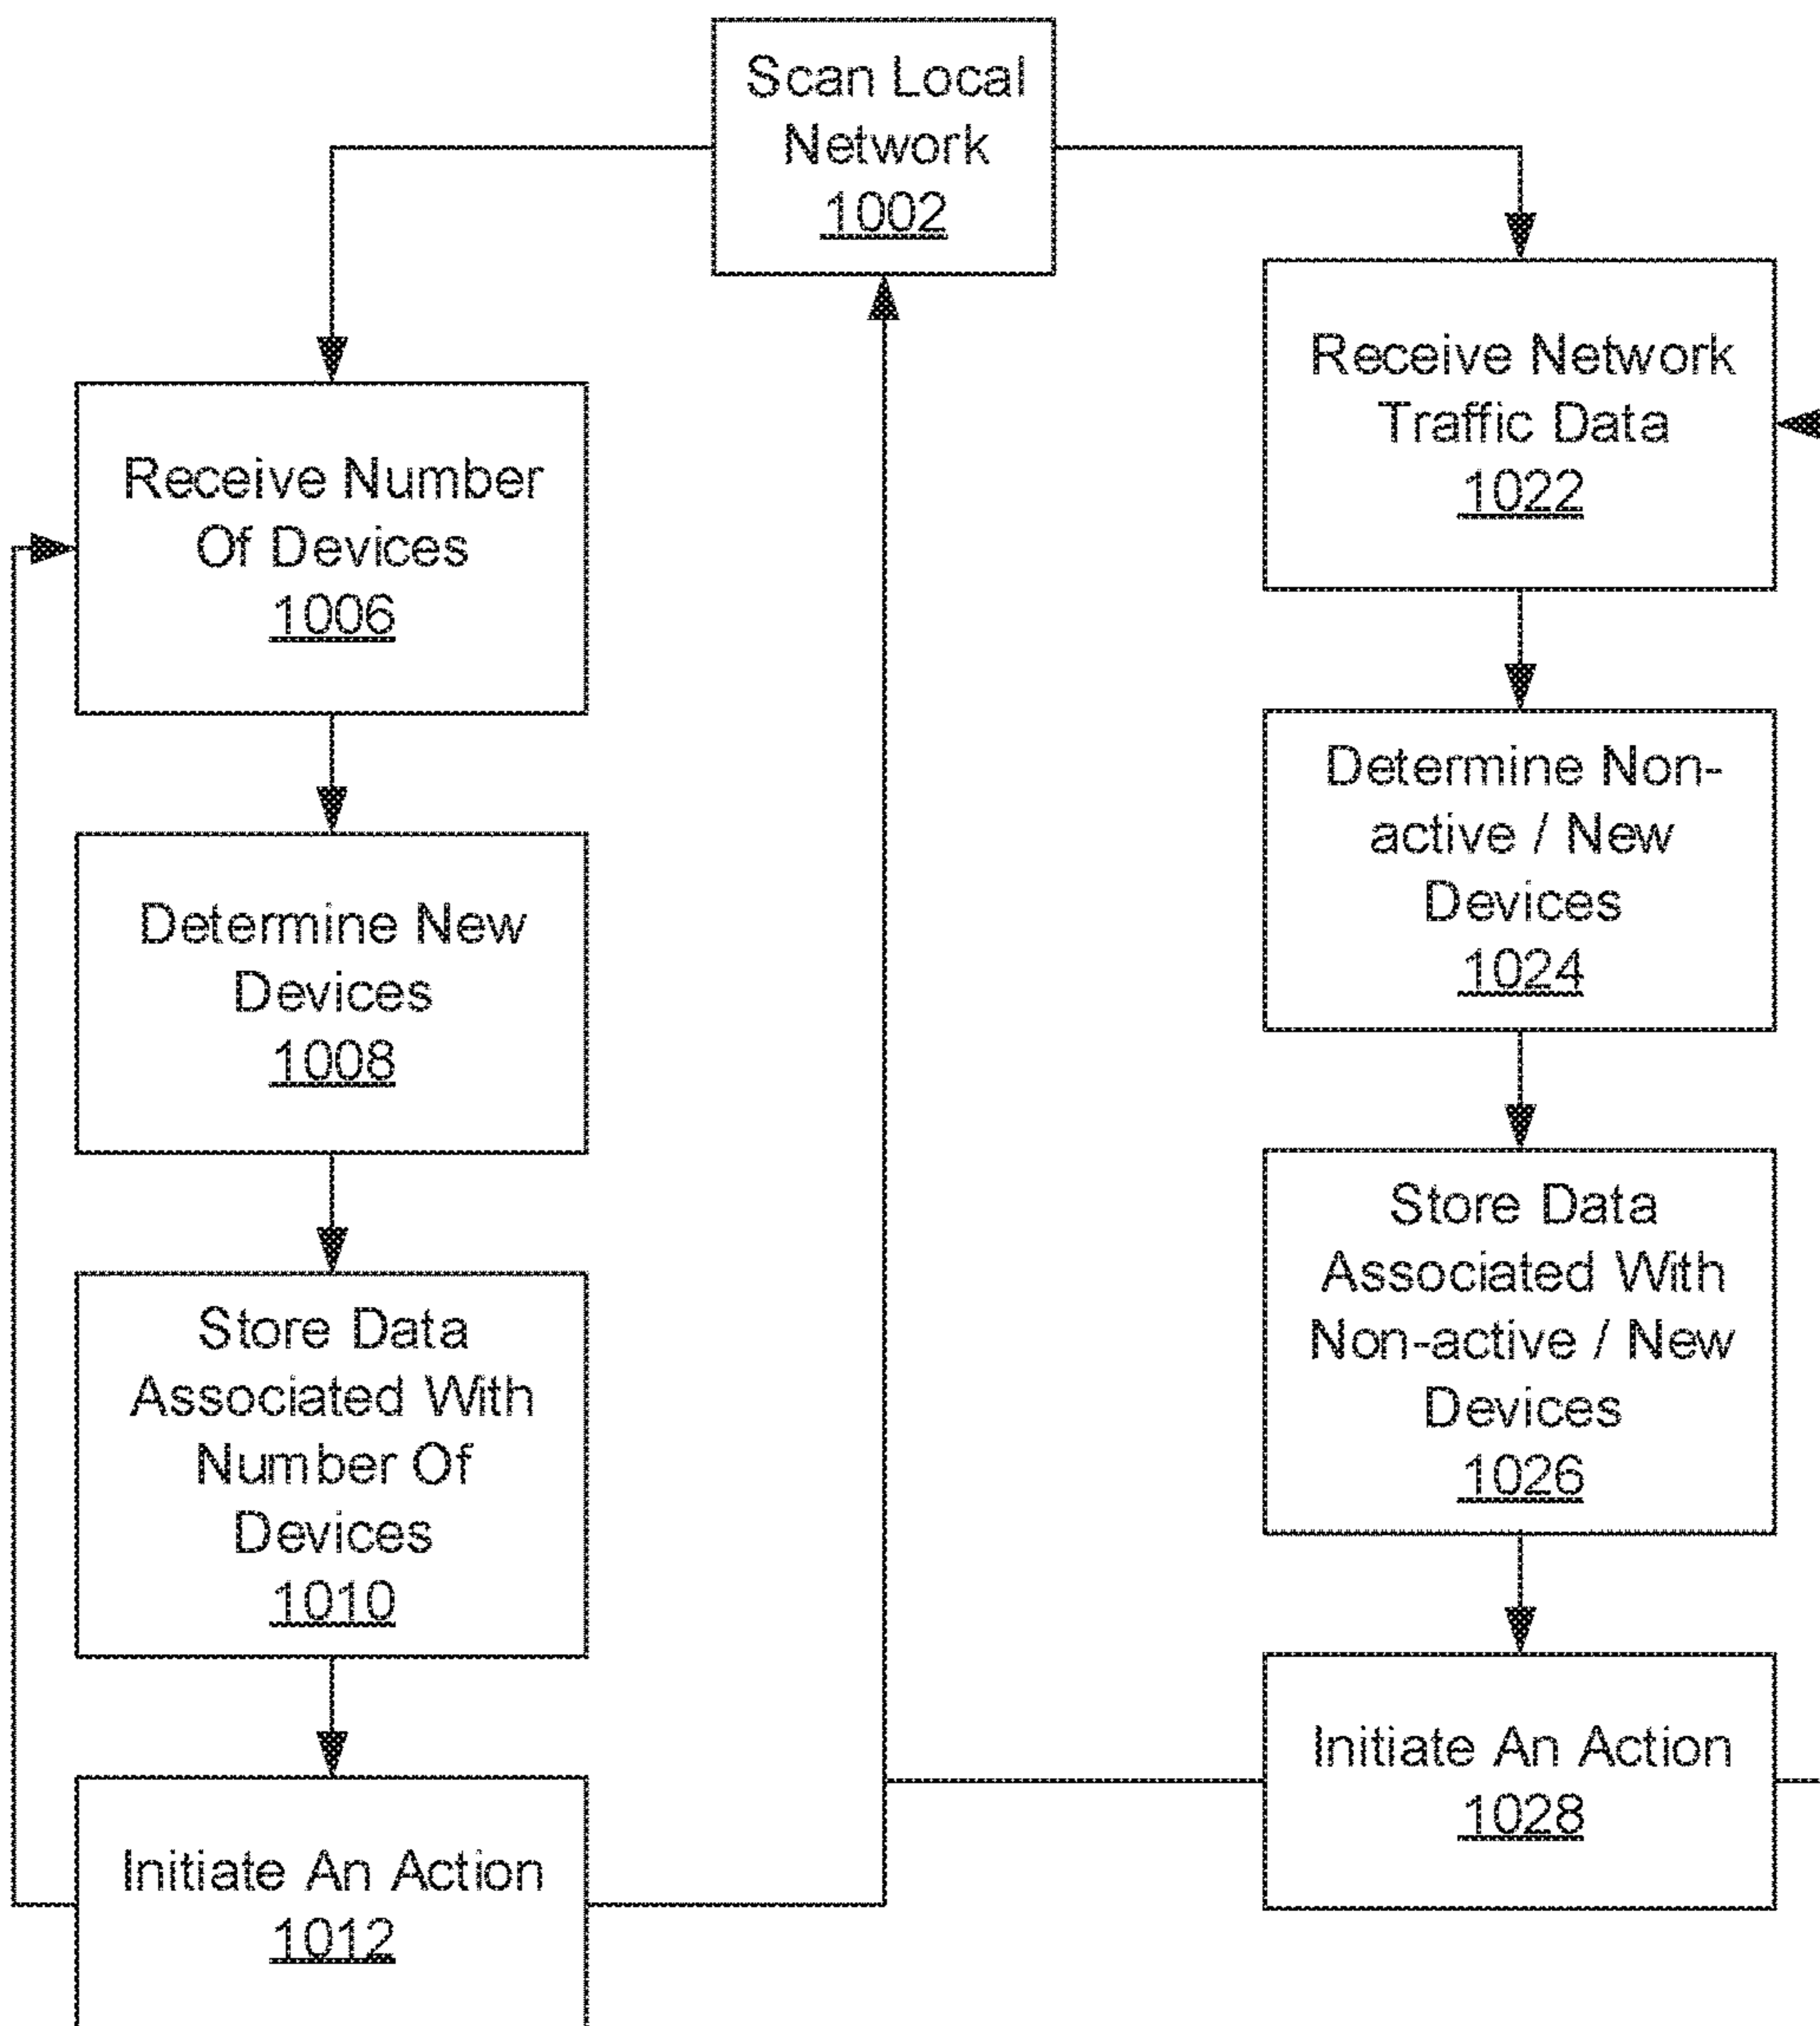 Scan Local
Network
1002
Receive Number
Of Devices
1006
Determine New
Devices
1008
Store Data
Associated With
Number Of
Devices
1010
Initiate An Action
1012
Receive Network
Traffic Data
1022
Determine Non-
active / New
Devices
1024
Store Data
Associated With
Non-active / New
Devices
1026
Initiate An Action
1028